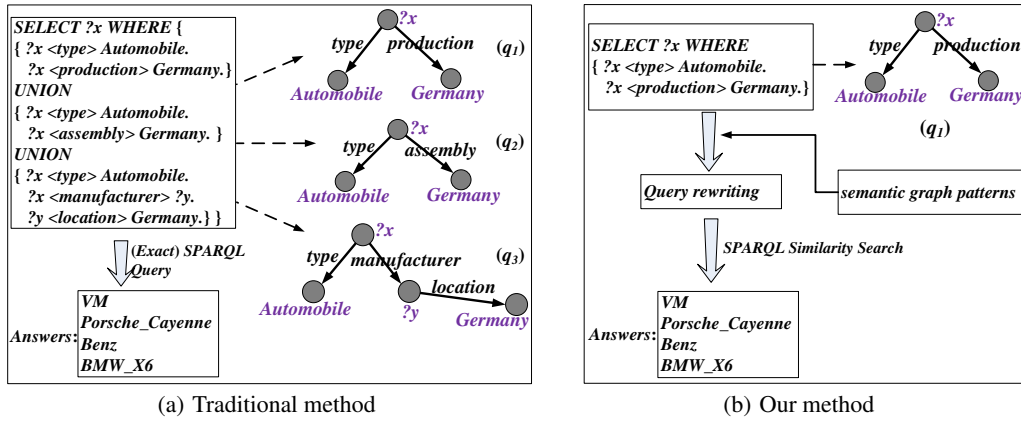 SELECT ?x WHERE {
{ ?x <type> Automobile.
?x <production> Germany.}
UNION
{ ?x <type> Automobile.
?x <assembly> Germany. }
UNION
{ ?x <type> Automobile.
?x <manufacturer> ?y.
?y <location> Germany.} }
(Exact) SPARQL
Query
Answers:
VM
Porsche_Cayenne
Benz
BMW_X6
?x
type
production
(q1)
Automobile
Germany
?x
type
assembly
(q2)
Automobile
Germany
?x
type
manufacturer
(q3)
location
Automobile
?y
Germany
(a) Traditional method
SELECT ?x WHERE
{ ?x <type> Automobile.
?x <production> Germany.}
?x
type
production
Automobile
Germany
(q1)
Query rewriting
semantic graph patterns
SPARQL Similarity Search
Answers:
VM
Porsche_Cayenne
Benz
BMW_X6
(b) Our method